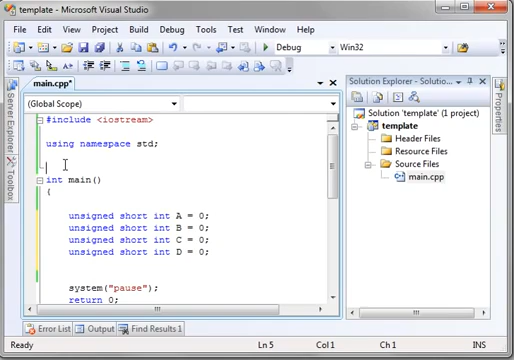 template - Microsoft Visual Studio
File Edit View Project Build Debug Tools Test Window Help
Debug Win32
main.cpp*
(Global Scope)
#include <iostream>
using namespace std;
int main()
{
unsigned short int A = 0;
unsigned short int B = 0;
unsigned short int C = 0;
unsigned short int D = 0;
system("pause");
return 0;
Server Explorer
Toolbox
Solution Explorer - Solutio...
Solution 'template' (1 project)
template
Header Files
Resource Files
Source Files
main.cpp
Properties
Error List Output Find Results 1
Ready Ln 5 Col 1 Ch 1 INS